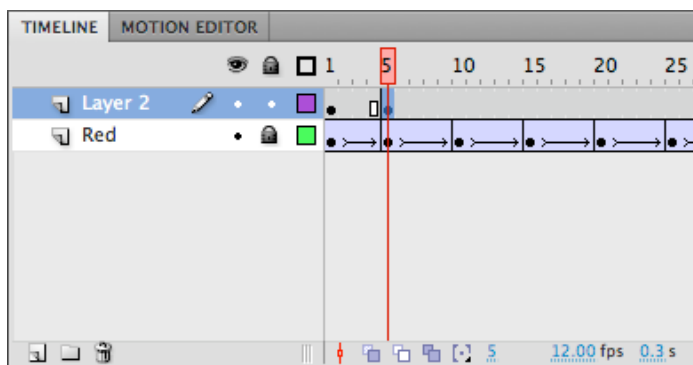 TIMELINE MOTION EDITOR
1 5 10 15 20 25
Layer 2
Red
5 12.00 fps 0.3 s